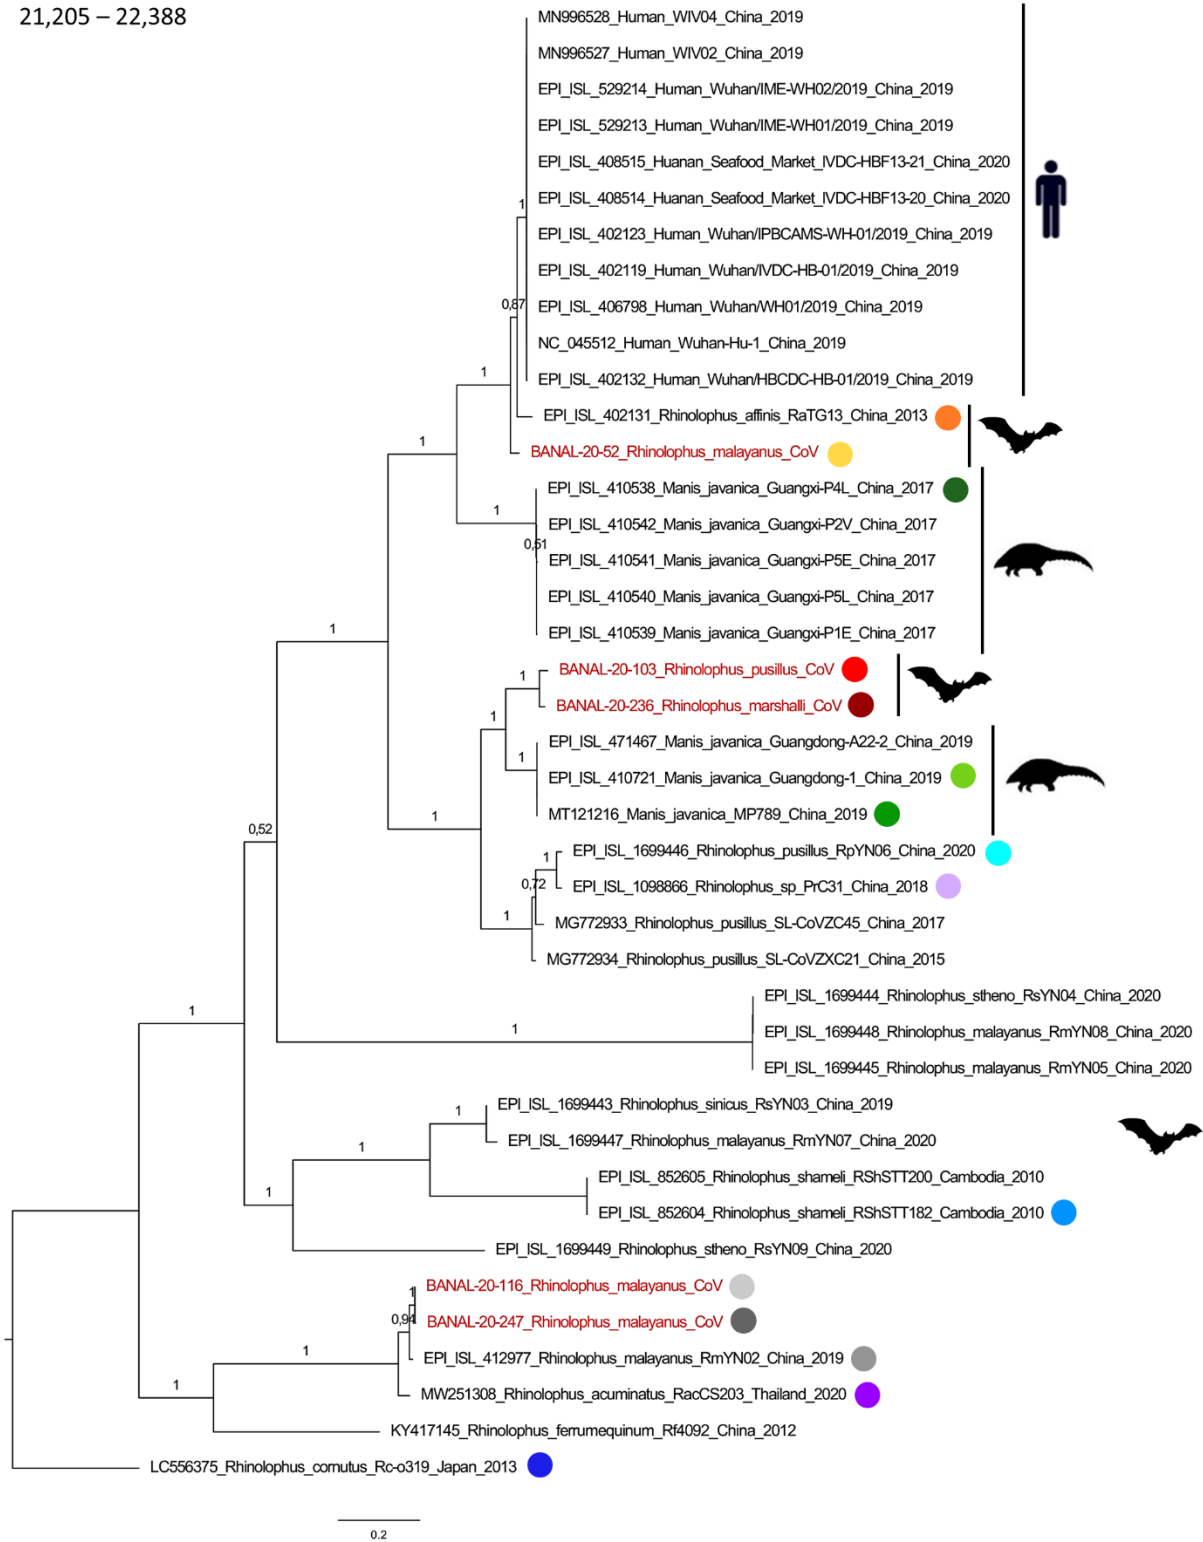 21,205 – 22,388
MN996528_Human_WIV04_China_2019
MN996527_Human_WIV02_China_2019
EPI_ISL_529214_Human_Wuhan/IME-WH02/2019_China_2019
EPI_ISL_529213_Human_Wuhan/IME-WH01/2019_China_2019
EPI_ISL_408515_Huanan_Seafood_Market_IVDC-HBF13-21_China_2020
EPI_ISL_408514_Huanan_Seafood_Market_IVDC-HBF13-20_China_2020
1
EPI_ISL_402123_Human_Wuhan/IPBCAMS-WH-01/2019_China_2019
EPI_ISL_402119_Human_Wuhan/IVDC-HB-01/2019_China_2019
0,87
EPI_ISL_406798_Human_Wuhan/WH01/2019_China_2019
NC_045512_Human_Wuhan-Hu-1_China_2019
1
EPI_ISL_402132_Human_Wuhan/HBCDC-HB-01/2019_China_2019
EPI_ISL_402131_Rhinolophus_affinis_RaTG13_China_2013
1
BANAL-20-52_Rhinolophus_malayanus_CoV
EPI_ISL_410538_Manis_javanica_Guangxi-P4L_China_2017
1
EPI_ISL_410542_Manis_javanica_Guangxi-P2V_China_2017
0,51
EPI_ISL_410541_Manis_javanica_Guangxi-P5E_China_2017
EPI_ISL_410540_Manis_javanica_Guangxi-P5L_China_2017
1
EPI_ISL_410539_Manis_javanica_Guangxi-P1E_China_2017
BANAL-20-103_Rhinolophus_pusillus_CoV
1
BANAL-20-236_Rhinolophus_marshalli_CoV
1
EPI_ISL_471467_Manis_javanica_Guangdong-A22-2_China_2019
1
EPI_ISL_410721_Manis_javanica_Guangdong-1_China_2019
1
MT121216_Manis_javanica_MP789_China_2019
0,52
EPI_ISL_1699446_Rhinolophus_pusillus_RpYN06_China_2020
1
0,72
EPI_ISL_1098866_Rhinolophus_sp_PrC31_China_2018
1
MG772933_Rhinolophus_pusillus_SL-CoVZC45_China_2017
MG772934_Rhinolophus_pusillus_SL-CoVZXC21_China_2015
EPI_ISL_1699444_Rhinolophus_stheno_RsYN04_China_2020
1
1
EPI_ISL_1699448_Rhinolophus_malayanus_RmYN08_China_2020
EPI_ISL_1699445_Rhinolophus_malayanus_RmYN05_China_2020
EPI_ISL_1699443_Rhinolophus_sinicus_RsYN03_China_2019
1
EPI_ISL_1699447_Rhinolophus_malayanus_RmYN07_China_2020
1
EPI_ISL_852605_Rhinolophus_shameli_RShSTT200_Cambodia_2010
1
EPI_ISL_852604_Rhinolophus_shameli_RShSTT182_Cambodia_2010
EPI_ISL_1699449_Rhinolophus_stheno_RsYN09_China_2020
BANAL-20-116_Rhinolophus_malayanus_CoV
1
0,94
BANAL-20-247_Rhinolophus_malayanus_CoV
1
EPI_ISL_412977_Rhinolophus_malayanus_RmYN02_China_2019
1
MW251308_Rhinolophus_acuminatus_RacCS203_Thailand_2020
KY417145_Rhinolophus_ferrumequinum_Rf4092_China_2012
LC556375_Rhinolophus_cornutus_Rc-o319_Japan_2013
0.2